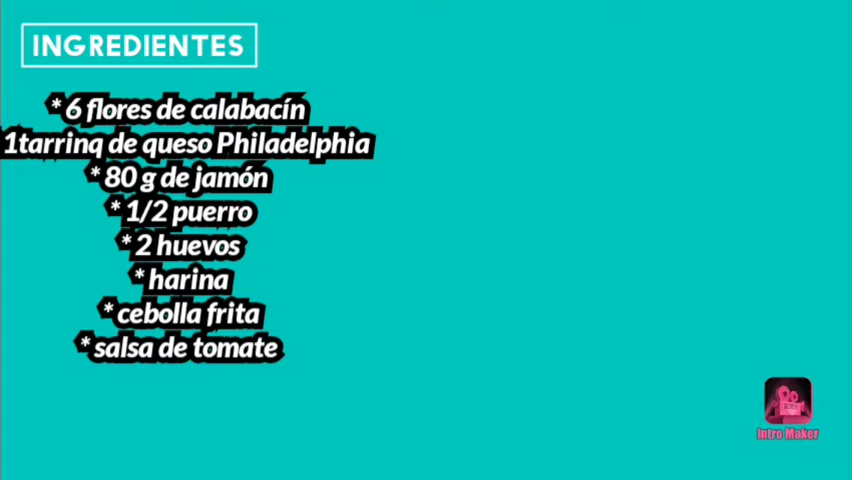 INGREDIENTES
* 6 flores de calabacín
1tarrinq de queso Philadelphia
* 80 g de jamón
* 1/2 puerro
* 2 huevos
* harina
* cebolla frita
* salsa de tomate
Intro Maker